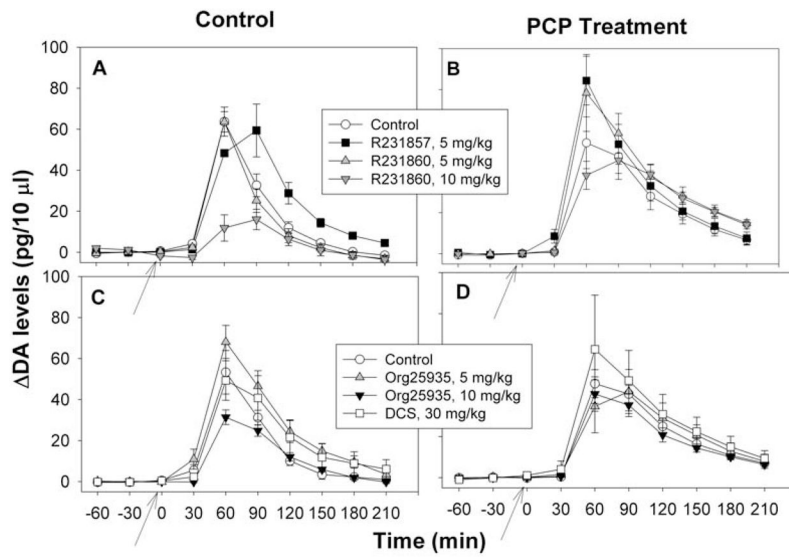 Control
PCP Treatment
100
80
60
40
20
0
A
B
Control
R231857, 5 mg/kg
R231860, 5 mg/kg
R231860, 10 mg/kg
ΔDA levels (pg/10 μl)
100
80
60
40
20
0
C
D
Control
Org25935, 5 mg/kg
Org25935, 10 mg/kg
DCS, 30 mg/kg
-60 -30 0 30 60 90 120 150 180 210
-60 -30 0 30 60 90 120 150 180 210
Time (min)